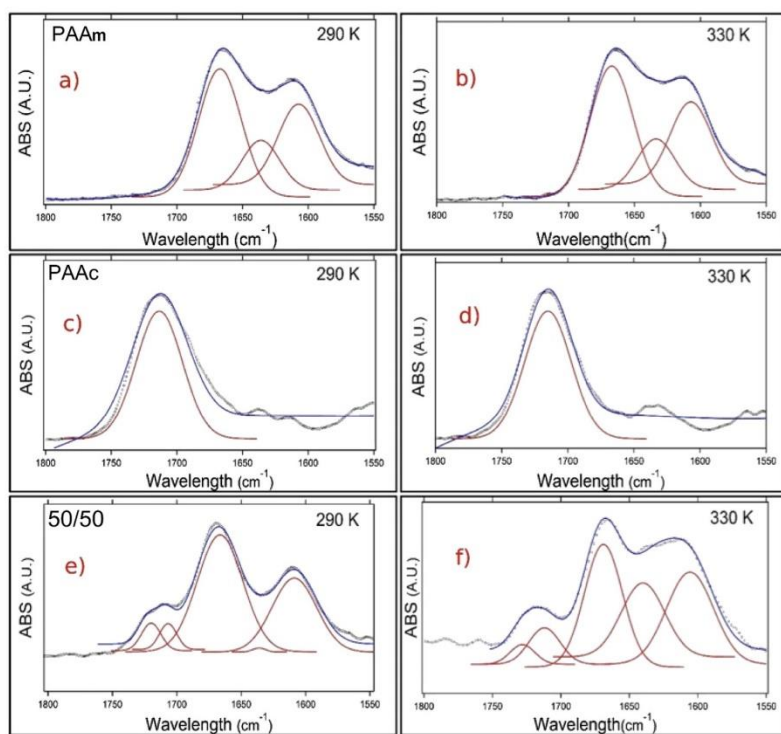 PAAm 290 K
a)
ABS (A.U.)
1800 1750 1700 1650 1600 1550
Wavelength (cm⁻¹)
330 K
b)
ABS (A.U.)
1800 1750 1700 1650 1600 1550
Wavelength(cm⁻¹)
PAAc 290 K
c)
ABS (A.U.)
1800 1750 1700 1650 1600 1550
Wavelength (cm⁻¹)
330 K
d)
ABS (A.U.)
1800 1750 1700 1650 1600 1550
Wavelength (cm⁻¹)
50/50 290 K
e)
ABS (A.U.)
1800 1750 1700 1650 1600 1550
Wavelength (cm⁻¹)
330 K
f)
ABS (A.U.)
1800 1750 1700 1650 1600 1550
Wavelength(cm⁻¹)